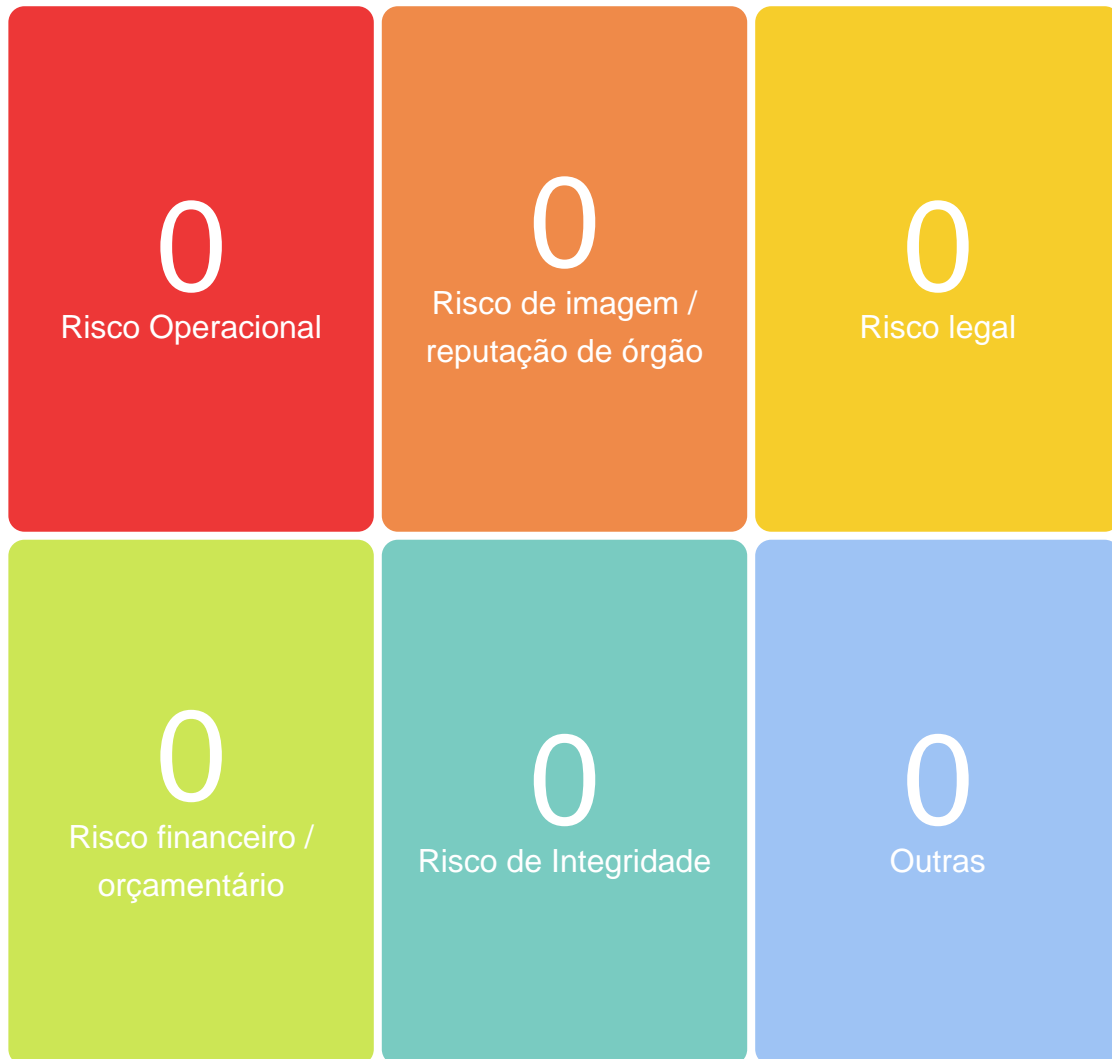 0
Risco Operacional
0
Risco de imagem /
reputação de órgão
0
Risco legal
0
Risco financeiro /
orçamentário
0
Risco de Integridade
0
Outras